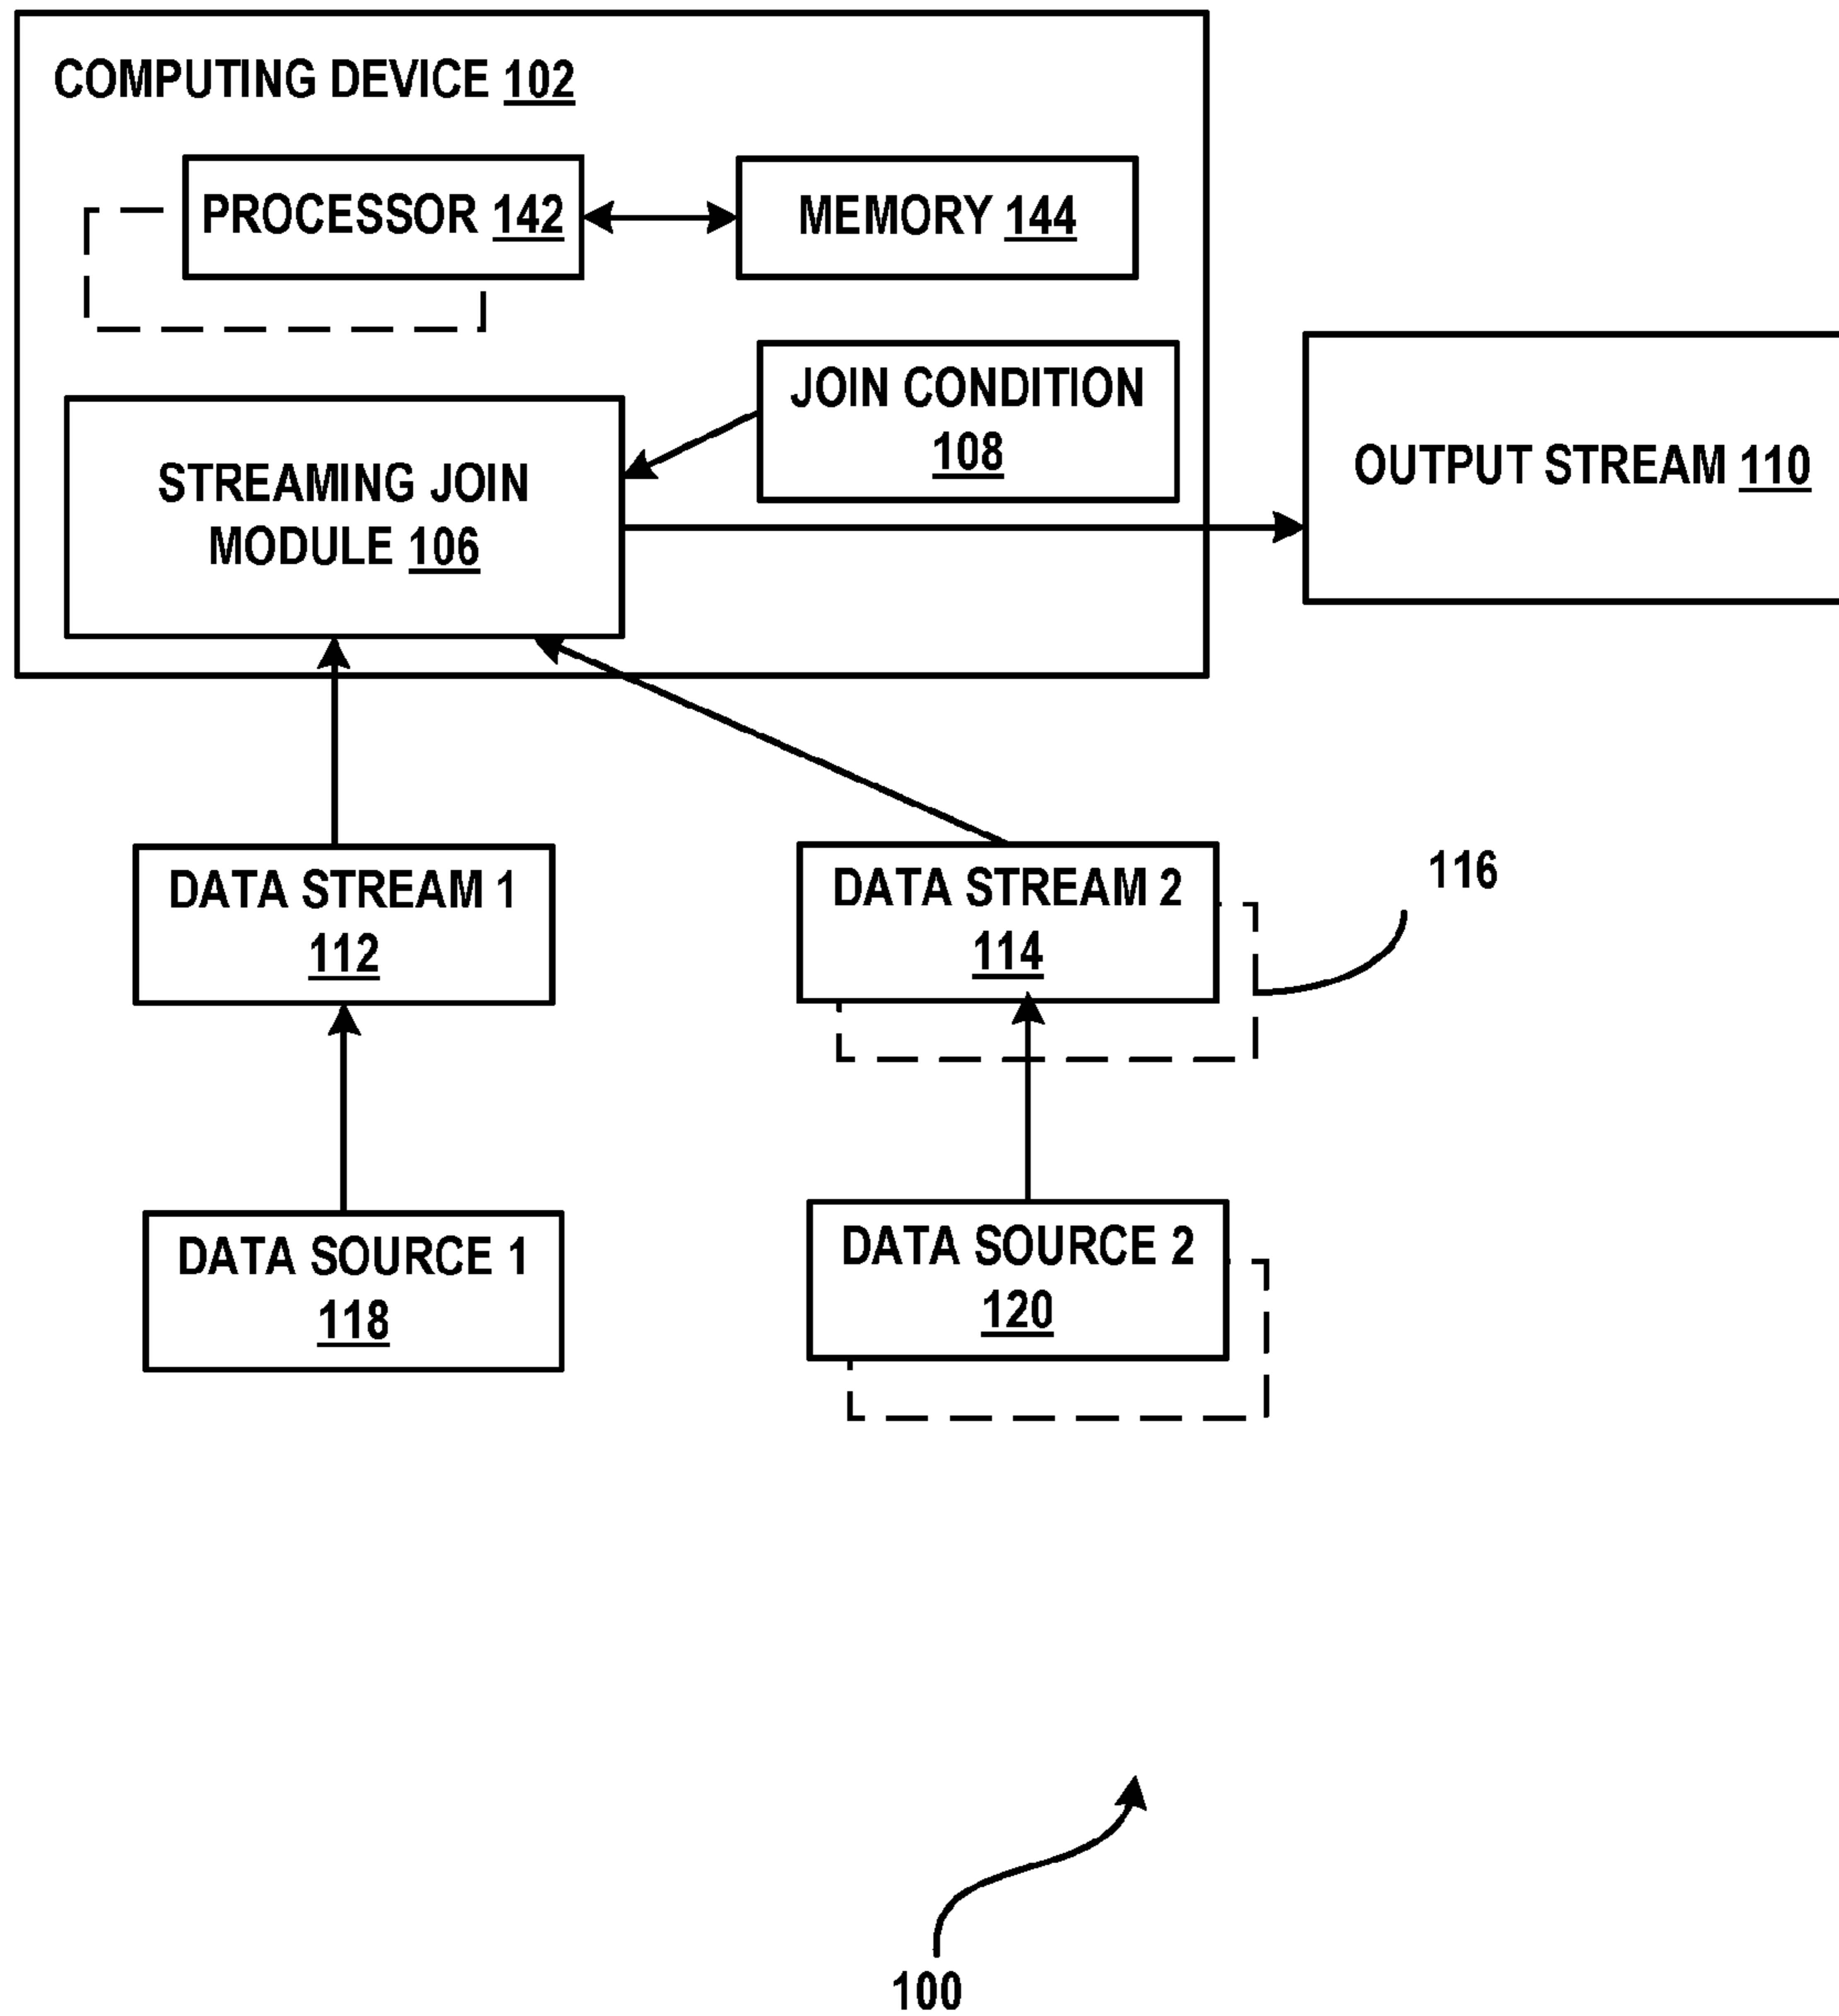 COMPUTING DEVICE 102
PROCESSOR 142
MEMORY 144
JOIN CONDITION
108
STREAMING JOIN
MODULE 106
OUTPUT STREAM 110
DATA STREAM 1
112
DATA STREAM 2
114
116
DATA SOURCE 1
118
DATA SOURCE 2
120
100